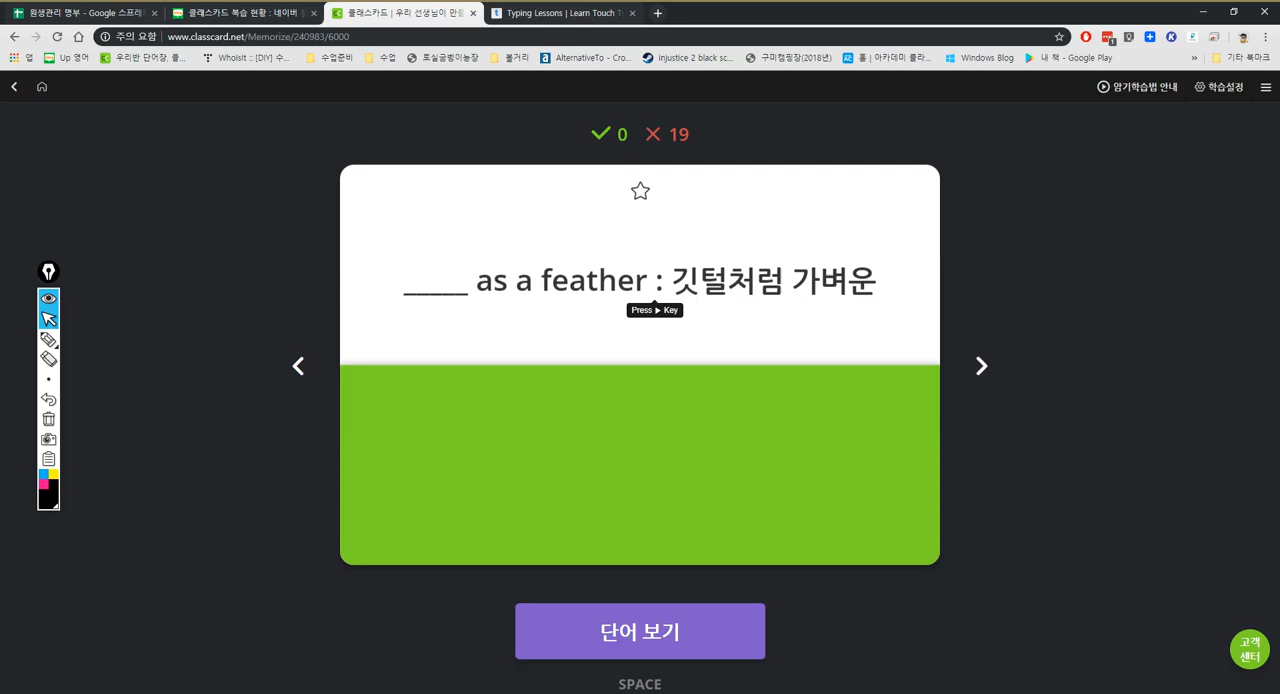 원생관리 명부 - Google 스프레
클래스카드 복습 현황 : 네이버
클래스카드 | 우리 선생님이 만
Typing Lessons | Learn Touch T
주의 요함 | www.classcard.net/Memorize/240983/6000
앱
Up 영어
우리반 단어장, 클...
WhoIst :: [DIY] 수...
수업준비
수업
토실굼벵이농장
볼거리
AlternativeTo - Cro...
injustice 2 black sc...
구미캠핑장(2018년)
홈 | 아카데미 클라...
Windows Blog
내 책 - Google Play
»
기타 북마크
암기학습법 안내
학습설정
0 19
_____ as a feather : 깃털처럼 가벼운
Press ▶ Key
단어 보기
SPACE
고객
센터